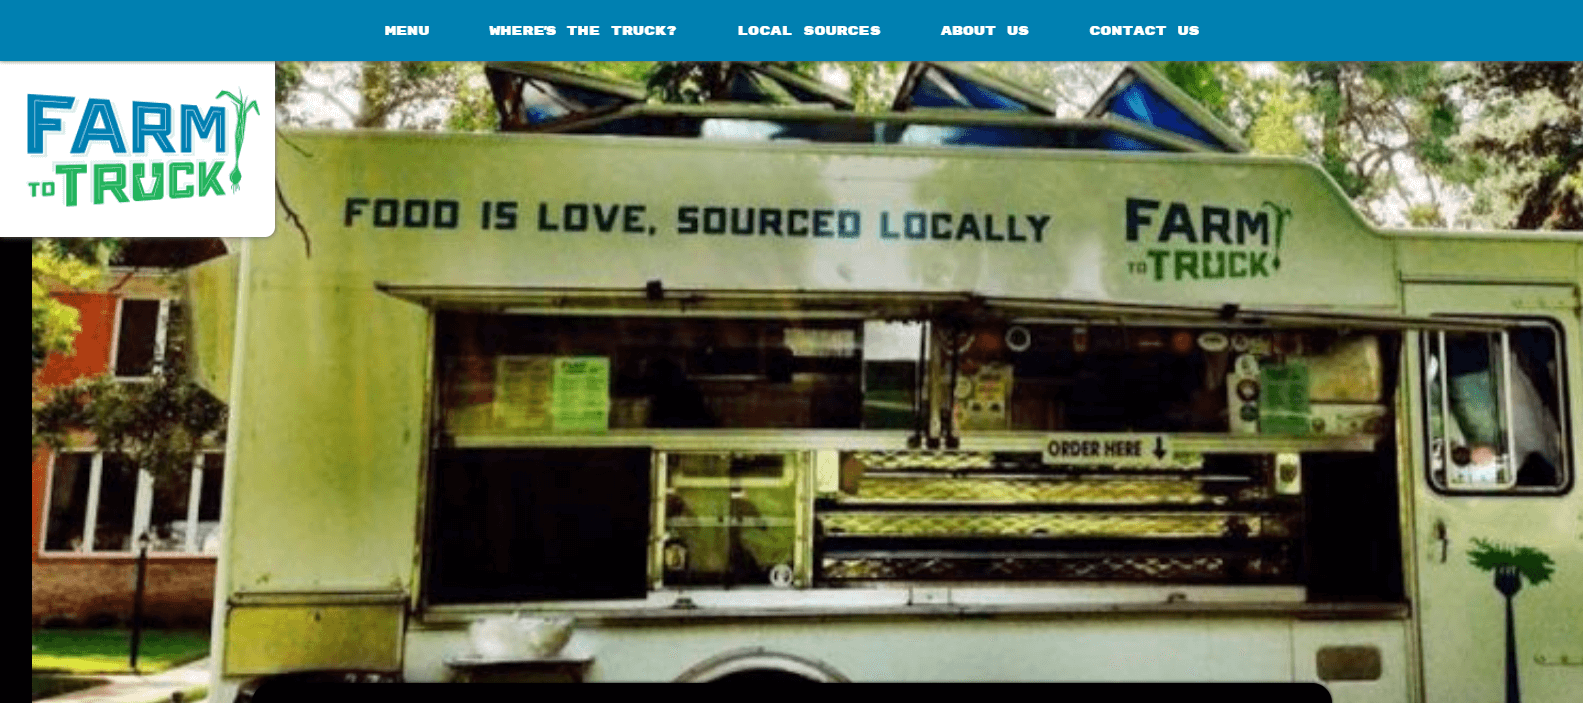 MENU
WHERE'S THE TRUCK?
LOCAL SOURCES
ABOUT US
CONTACT US
FARM
TO TRUCK
FOOD IS LOVE, SOURCED LOCALLY
FARM
TO TRUCK
ORDER HERE